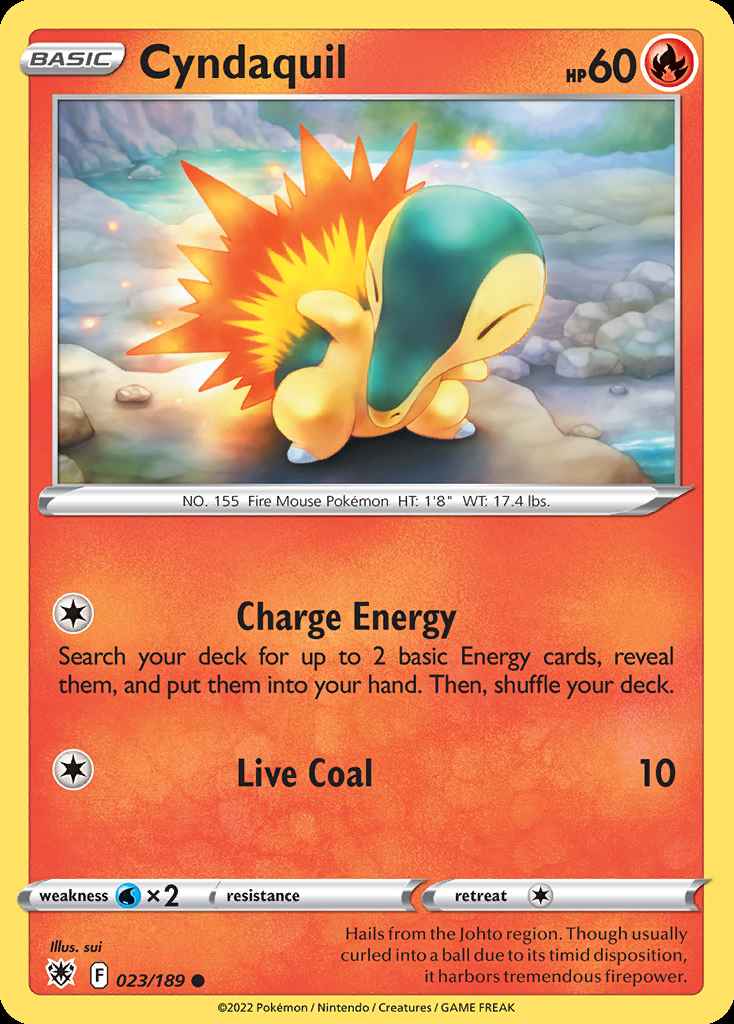 BASIC Cyndaquil HP60
NO. 155 Fire Mouse Pokémon HT: 1'8" WT: 17.4 lbs.
Charge Energy
Search your deck for up to 2 basic Energy cards, reveal
them, and put them into your hand. Then, shuffle your deck.
Live Coal 10
weakness ×2 resistance retreat
Illus. sui
F 023/189
Hails from the Johto region. Though usually
curled into a ball due to its timid disposition,
it harbors tremendous firepower.
©2022 Pokémon / Nintendo / Creatures / GAME FREAK